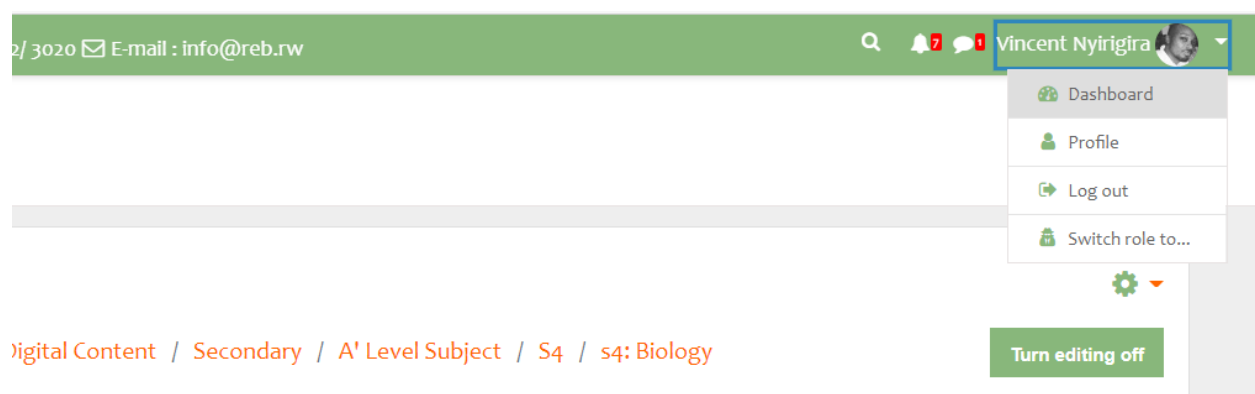 2/ 3020 E-mail : info@reb.rw 7 1 Vincent Nyirigira
Dashboard
Profile
Log out
Switch role to...
Digital Content / Secondary / A' Level Subject / S4 / s4: Biology
Turn editing off